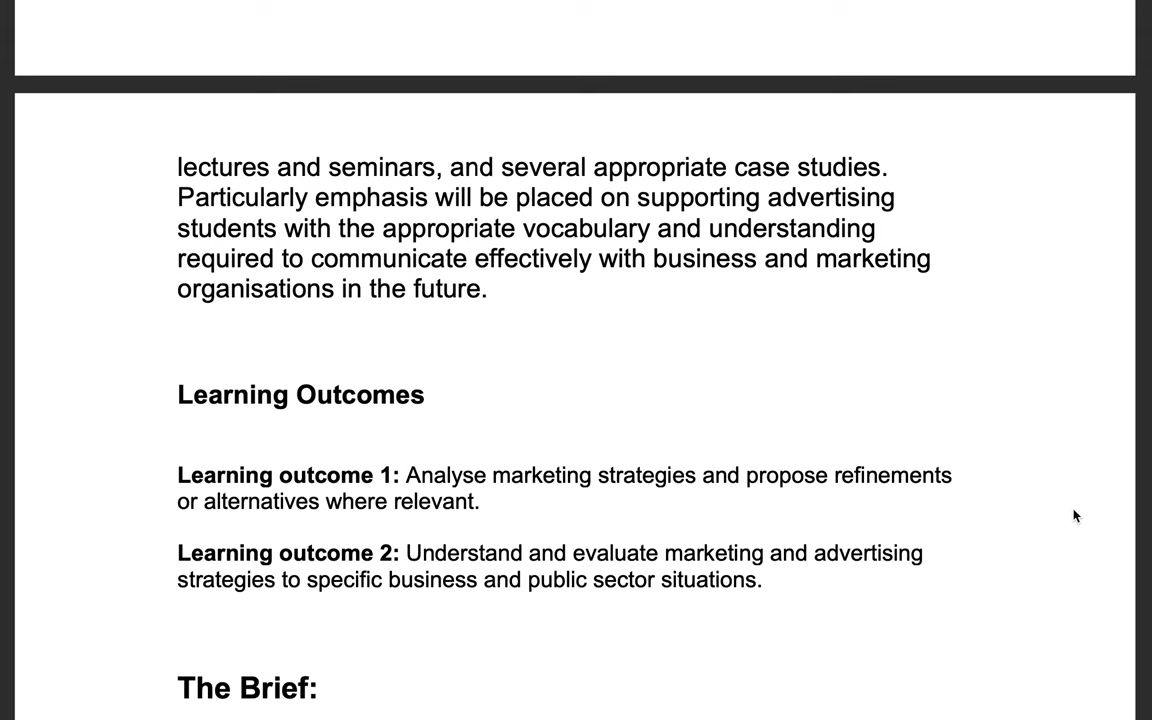 lectures and seminars, and several appropriate case studies.
Particularly emphasis will be placed on supporting advertising
students with the appropriate vocabulary and understanding
required to communicate effectively with business and marketing
organisations in the future.
Learning Outcomes
Learning outcome 1: Analyse marketing strategies and propose refinements
or alternatives where relevant.
Learning outcome 2: Understand and evaluate marketing and advertising
strategies to specific business and public sector situations.
The Brief: